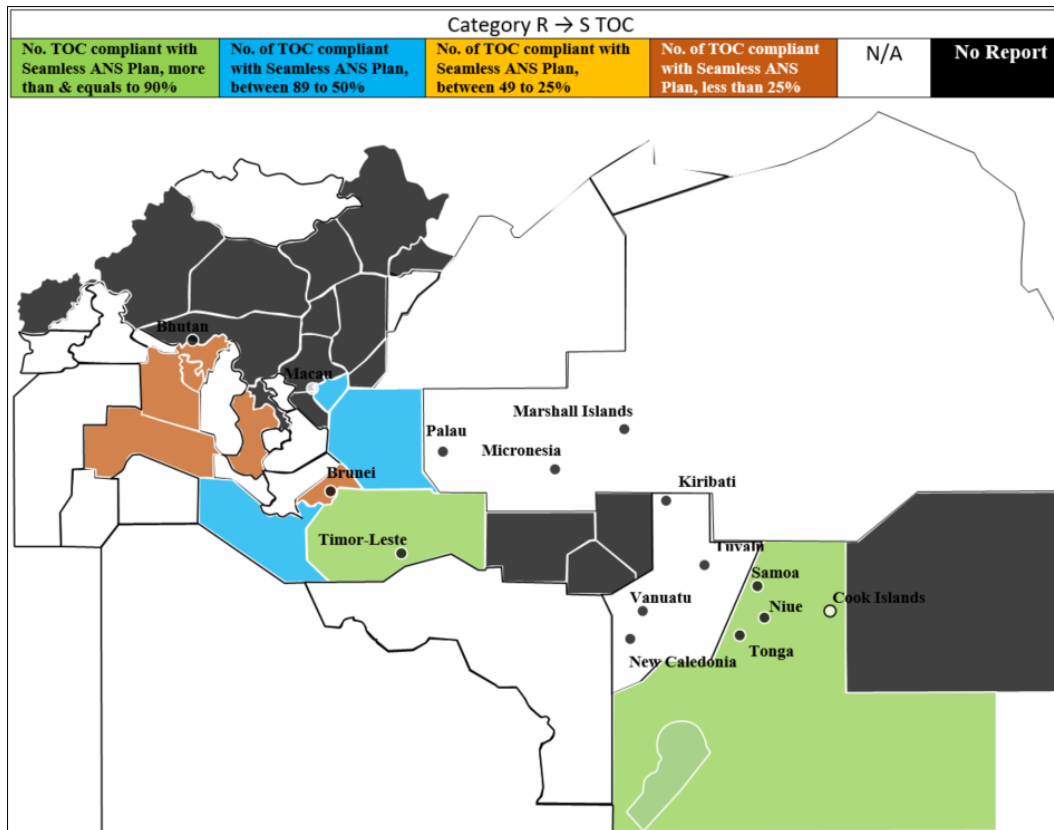 Category R → S TOC
No. TOC compliant with
Seamless ANS Plan, more
than & equals to 90%
No. of TOC compliant
with Seamless ANS Plan,
between 89 to 50%
No. of TOC compliant with
Seamless ANS Plan,
between 49 to 25%
No. of TOC compliant
with Seamless ANS
Plan, less than 25%
N/A
No Report
Bhutan
Macau
Marshall Islands
Palau
Micronesia
Brunei
Kiribati
Timor-Leste
Tuvalu
Samoa
Vanuatu
Niue
Cook Islands
New Caledonia
Tonga